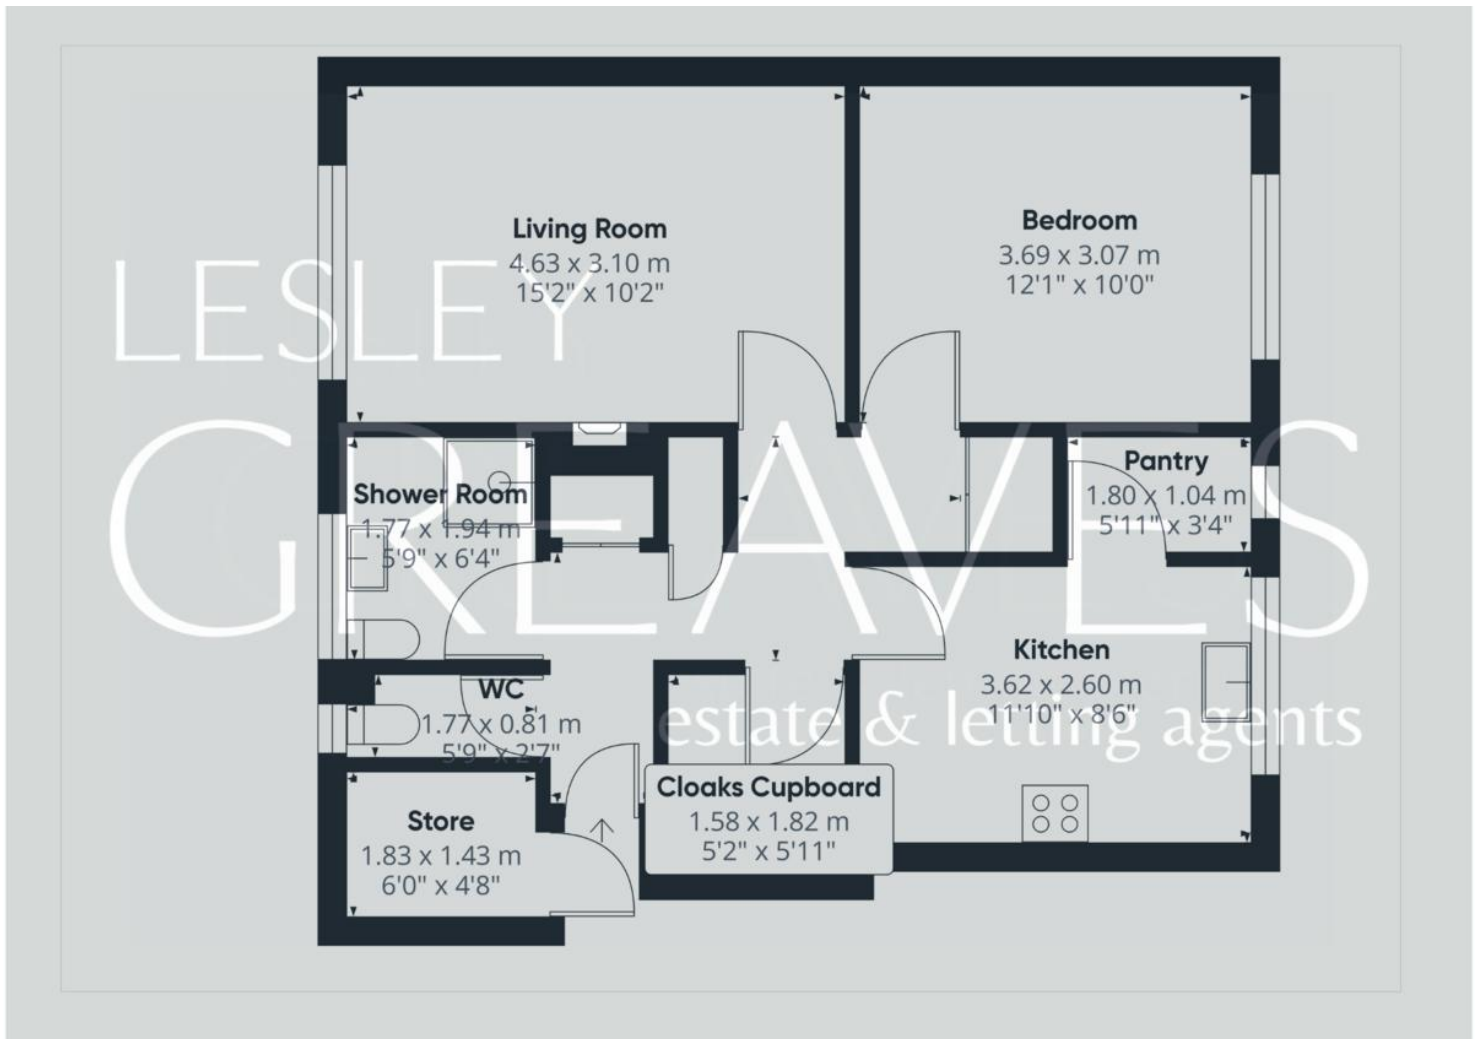 Living Room
4.63 x 3.10 m
15'2" x 10'2"
Bedroom
3.69 x 3.07 m
12'1" x 10'0"
LESLEY
GREAVES
estate & letting agents
Shower Room
1.77 x 1.94 m
5'9" x 6'4"
Pantry
1.80 x 1.04 m
5'11" x 3'4"
Kitchen
3.62 x 2.60 m
11'10" x 8'6"
WC
1.77 x 0.81 m
5'9" x 2'7"
Cloaks Cupboard
1.58 x 1.82 m
5'2" x 5'11"
Store
1.83 x 1.43 m
6'0" x 4'8"